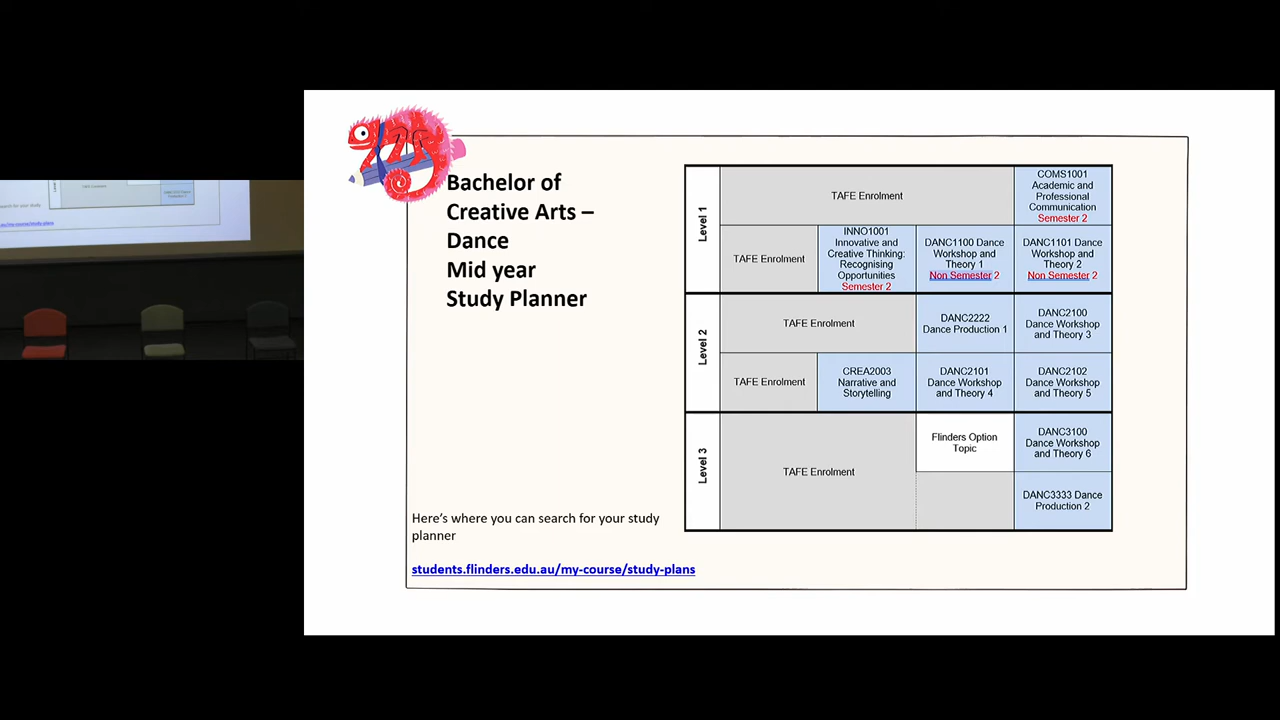 Bachelor of
Creative Arts –
Dance
Mid year
Study Planner
Here's where you can search for your study
planner
students.flinders.edu.au/my-course/study-plans
Level 1
TAFE Enrolment
COMS1001
Academic and
Professional
Communication
Semester 2
TAFE Enrolment
INNO1001
Innovative and
Creative Thinking:
Recognising
Opportunities
Semester 2
DANC1100 Dance
Workshop and
Theory 1
Non Semester 2
DANC1101 Dance
Workshop and
Theory 2
Non Semester 2
Level 2
TAFE Enrolment
DANC2222
Dance Production 1
DANC2100
Dance Workshop
and Theory 3
TAFE Enrolment
CREA2003
Narrative and
Storytelling
DANC2101
Dance Workshop
and Theory 4
DANC2102
Dance Workshop
and Theory 5
Level 3
TAFE Enrolment
Flinders Option
Topic
DANC3100
Dance Workshop
and Theory 6
DANC3333 Dance
Production 2